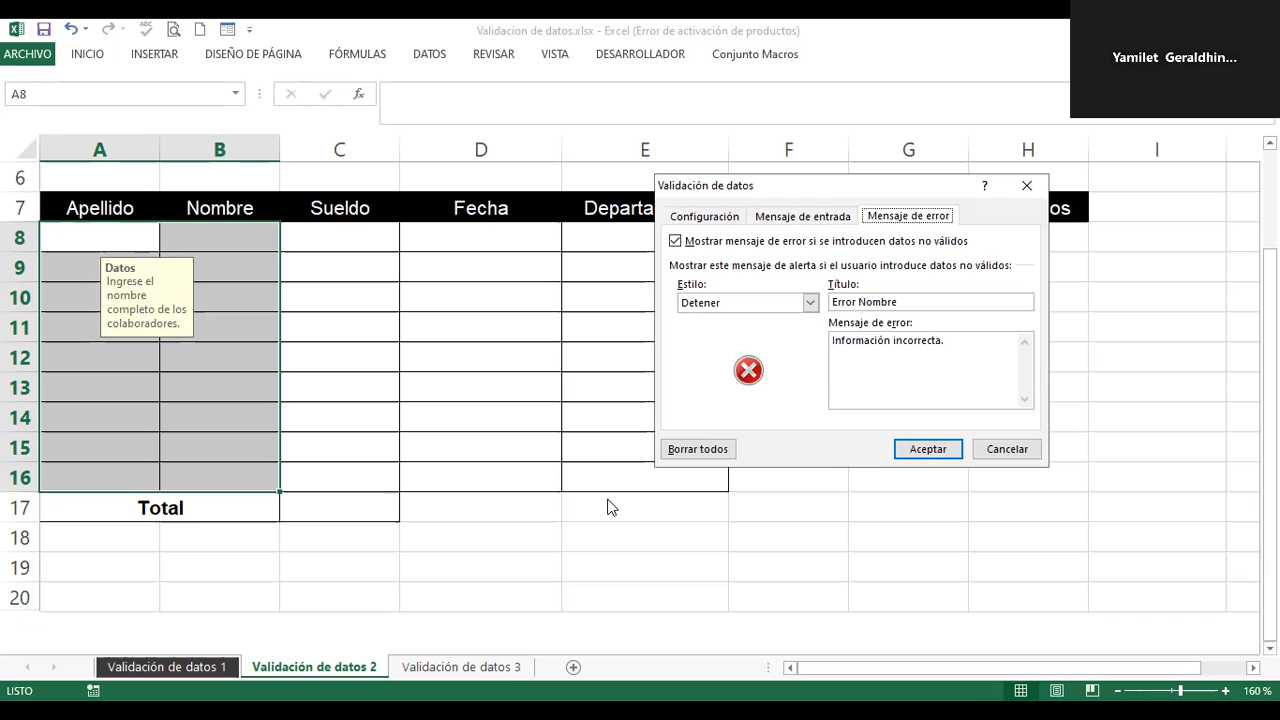 Validacion de datos.xlsx - Excel (Error de activación de productos)
Yamilet Geraldhin...
ARCHIVO INICIO INSERTAR DISEÑO DE PÁGINA FÓRMULAS DATOS REVISAR VISTA DESARROLLADOR Conjunto Macros
A8
fx
A B C D E F G H I
6
7 Apellido Nombre Sueldo Fecha Departa os
8
9
10
11
12
13
14
15
16
17 Total
18
19
20
Datos
Ingrese el
nombre
completo de los
colaboradores.
Validación de datos ?
Configuración Mensaje de entrada Mensaje de error
Mostrar mensaje de error si se introducen datos no válidos
Mostrar este mensaje de alerta si el usuario introduce datos no válidos:
Estilo: Título:
Detener Error Nombre
Mensaje de error:
Información incorrecta.
Borrar todos Aceptar Cancelar
Validación de datos 1 Validación de datos 2 Validación de datos 3
LISTO 160 %